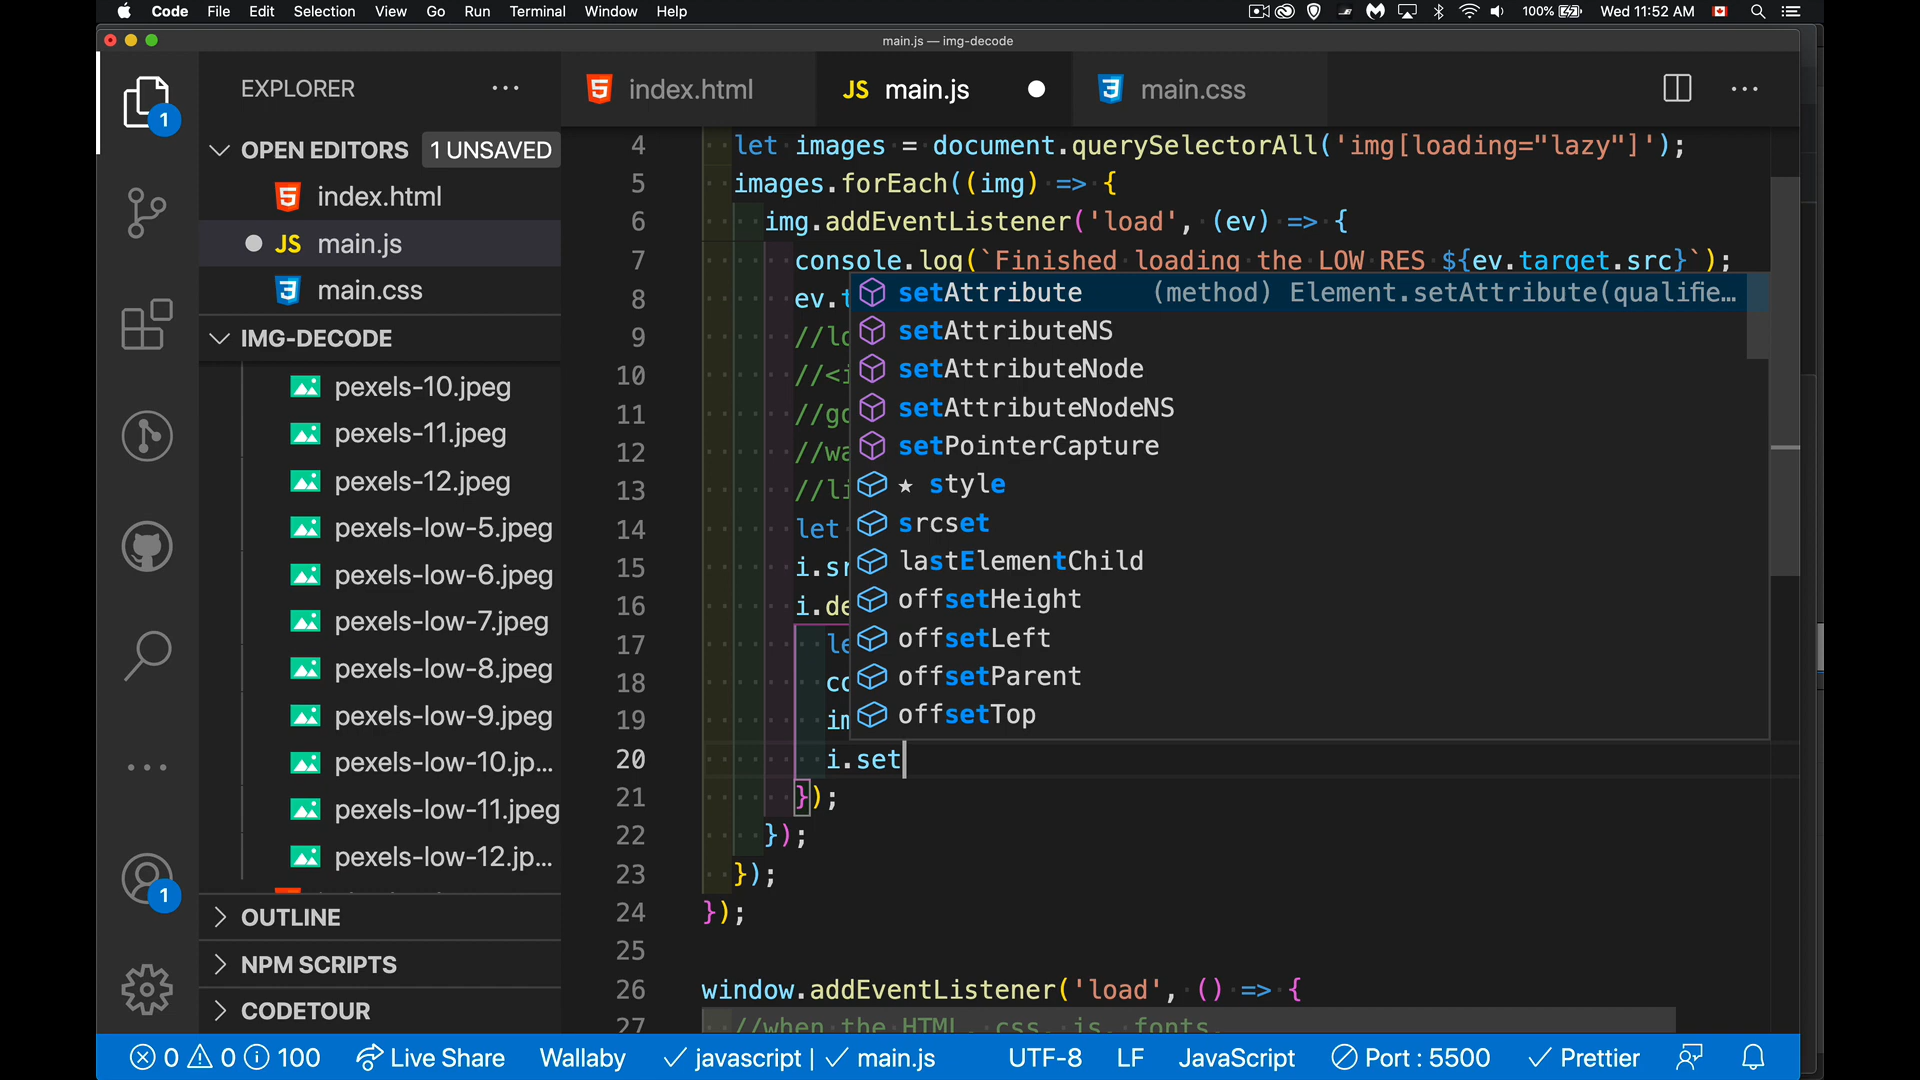 Code File Edit Selection View Go Run Terminal Window Help
100% Wed 11:52 AM
main.js — img-decode
EXPLORER
index.html
JS main.js
main.css
OPEN EDITORS 1 UNSAVED
index.html
JS main.js
main.css
IMG-DECODE
pexels-10.jpeg
pexels-11.jpeg
pexels-12.jpeg
pexels-low-5.jpeg
pexels-low-6.jpeg
pexels-low-7.jpeg
pexels-low-8.jpeg
pexels-low-9.jpeg
pexels-low-10.jp...
pexels-low-11.jpeg
pexels-low-12.jp...
OUTLINE
NPM SCRIPTS
CODETOUR
1
1
4 let images = document.querySelectorAll('img[loading="lazy"]');
5 images.forEach((img) => {
6 img.addEventListener('load', (ev) => {
7 console.log(`Finished loading the LOW RES ${ev.target.src}`);
8 ev.t
9 //lo
10 //<i
11 //go
12 //wa
13 //li
14 let
15 i.sr
16 i.de
17 le
18 co
19 im
20 i.set
21 });
22 });
23 });
24 });
25
26 window.addEventListener('load', () => {
27 //when the HTML, css, js, fonts,
setAttribute (method) Element.setAttribute(qualifie…
setAttributeNS
setAttributeNode
setAttributeNodeNS
setPointerCapture
★ style
srcset
lastElementChild
offsetHeight
offsetLeft
offsetParent
offsetTop
0 0 100 Live Share Wallaby javascript | main.js UTF-8 LF JavaScript Port : 5500 Prettier